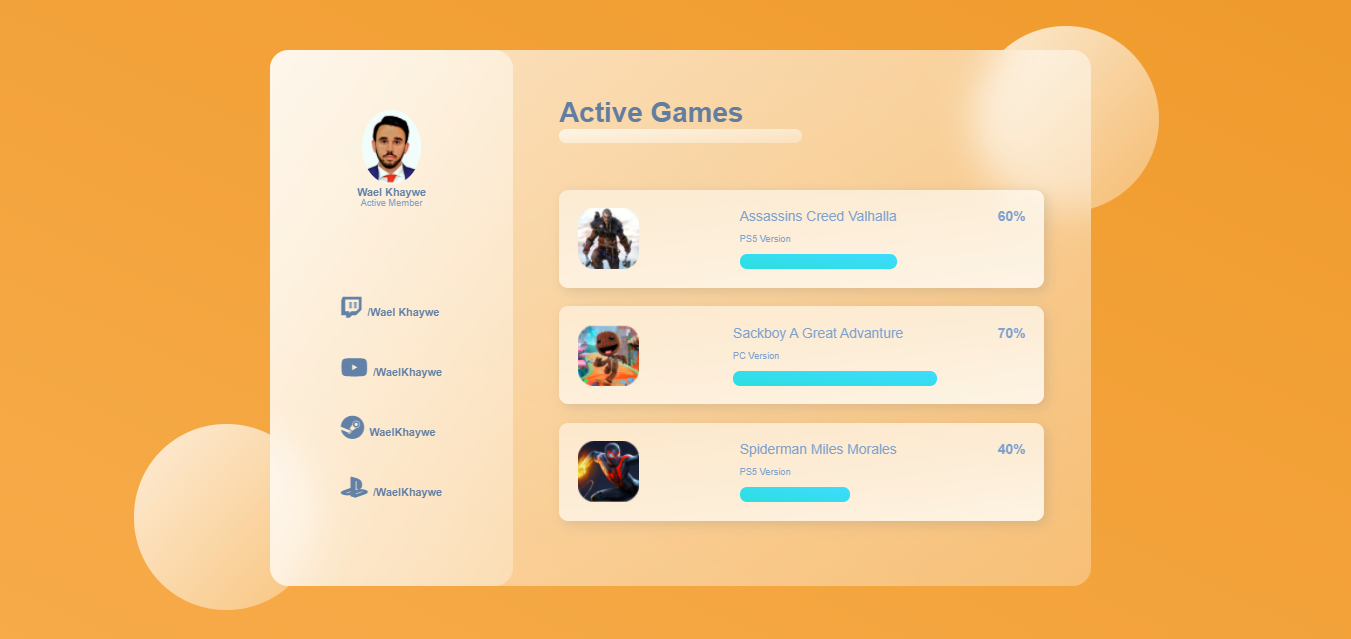 Wael Khaywe
Active Member
/Wael Khaywe
/WaelKhaywe
WaelKhaywe
/WaelKhaywe
Active Games
Assassins Creed Valhalla
60%
PS5 Version
Sackboy A Great Advanture
70%
PC Version
Spiderman Miles Morales
40%
PS5 Version